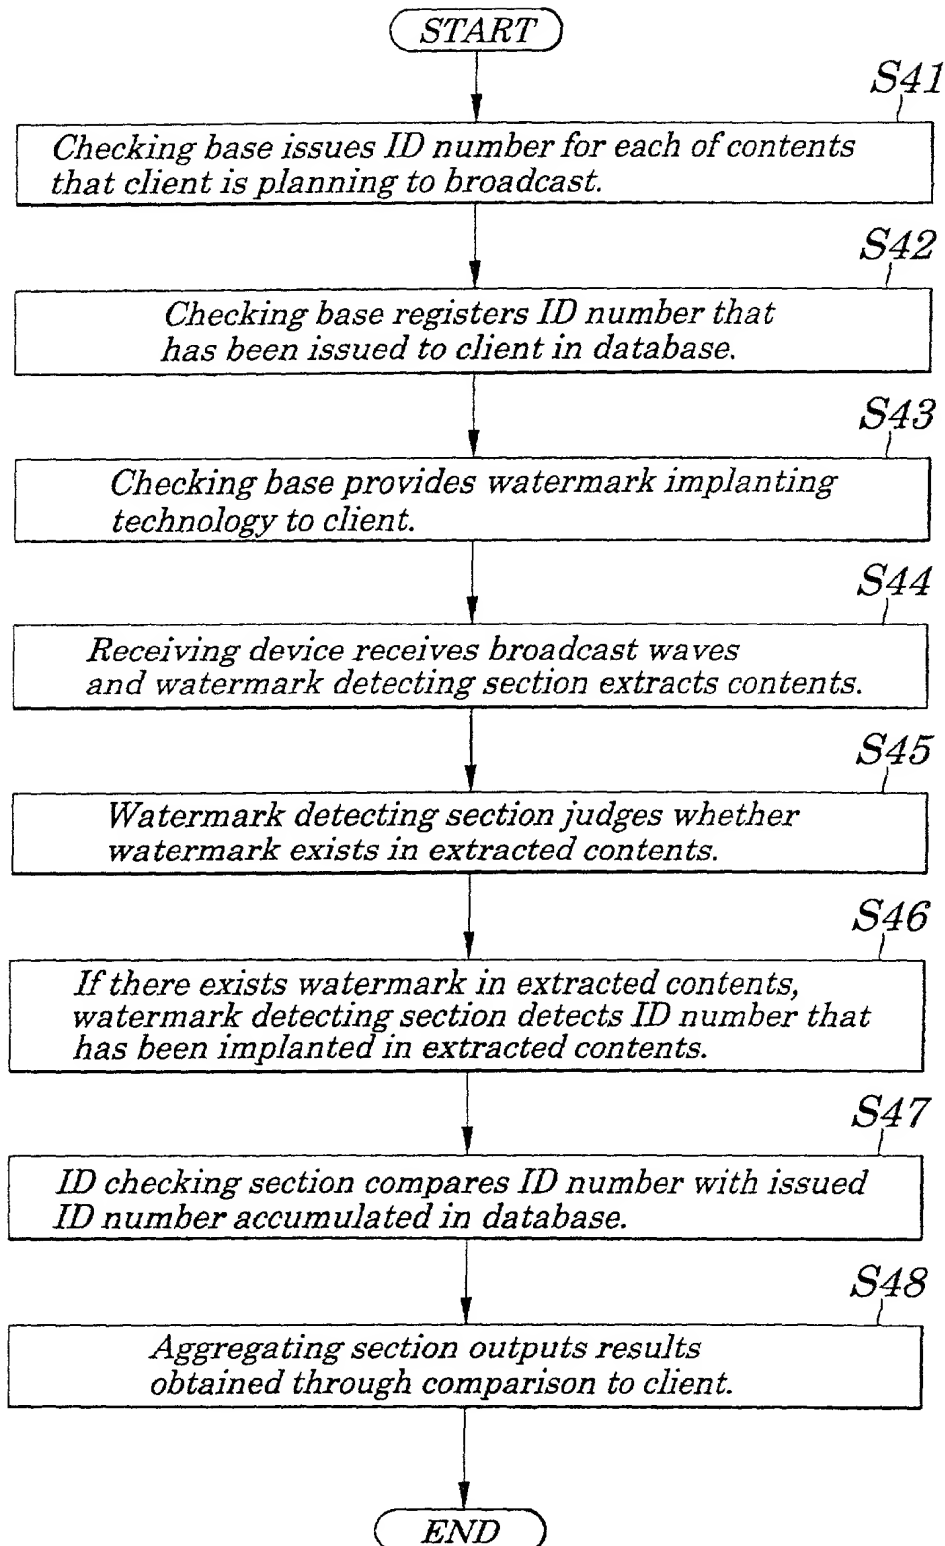 START
S41
Checking base issues ID number for each of contents
that client is planning to broadcast.
S42
Checking base registers ID number that
has been issued to client in database.
S43
Checking base provides watermark implanting
technology to client.
S44
Receiving device receives broadcast waves
and watermark detecting section extracts contents.
S45
Watermark detecting section judges whether
watermark exists in extracted contents.
S46
If there exists watermark in extracted contents,
watermark detecting section detects ID number that
has been implanted in extracted contents.
S47
ID checking section compares ID number with issued
ID number accumulated in database.
S48
Aggregating section outputs results
obtained through comparison to client.
END